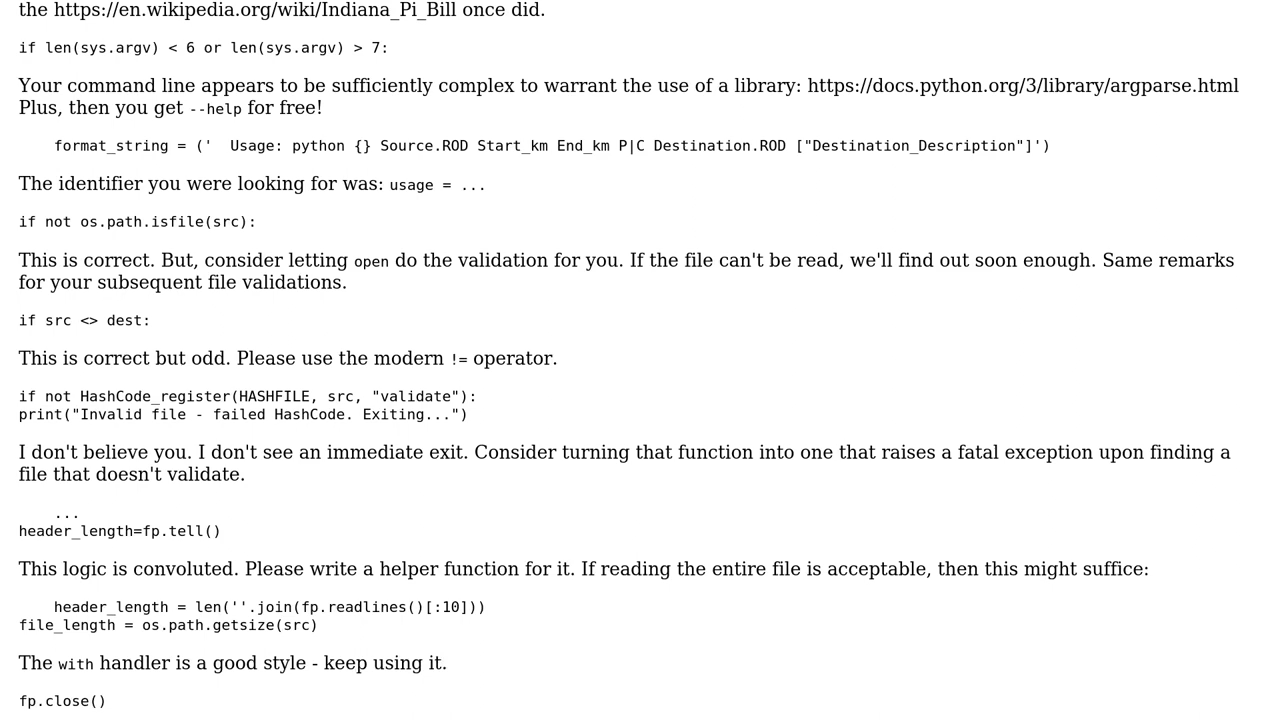 the https://en.wikipedia.org/wiki/Indiana_Pi_Bill once did.
if len(sys.argv) < 6 or len(sys.argv) > 7:
Your command line appears to be sufficiently complex to warrant the use of a library: https://docs.python.org/3/library/argparse.html
Plus, then you get --help for free!
format_string = ('  Usage: python {} Source.ROD Start_km End_km P|C Destination.ROD ["Destination_Description"]')
The identifier you were looking for was: usage = ...
if not os.path.isfile(src):
This is correct. But, consider letting open do the validation for you. If the file can't be read, we'll find out soon enough. Same remarks
for your subsequent file validations.
if src <> dest:
This is correct but odd. Please use the modern != operator.
if not HashCode_register(HASHFILE, src, "validate"):
print("Invalid file - failed HashCode. Exiting...")
I don't believe you. I don't see an immediate exit. Consider turning that function into one that raises a fatal exception upon finding a
file that doesn't validate.
...
header_length=fp.tell()
This logic is convoluted. Please write a helper function for it. If reading the entire file is acceptable, then this might suffice:
header_length = len(''.join(fp.readlines()[:10]))
file_length = os.path.getsize(src)
The with handler is a good style - keep using it.
fp.close()